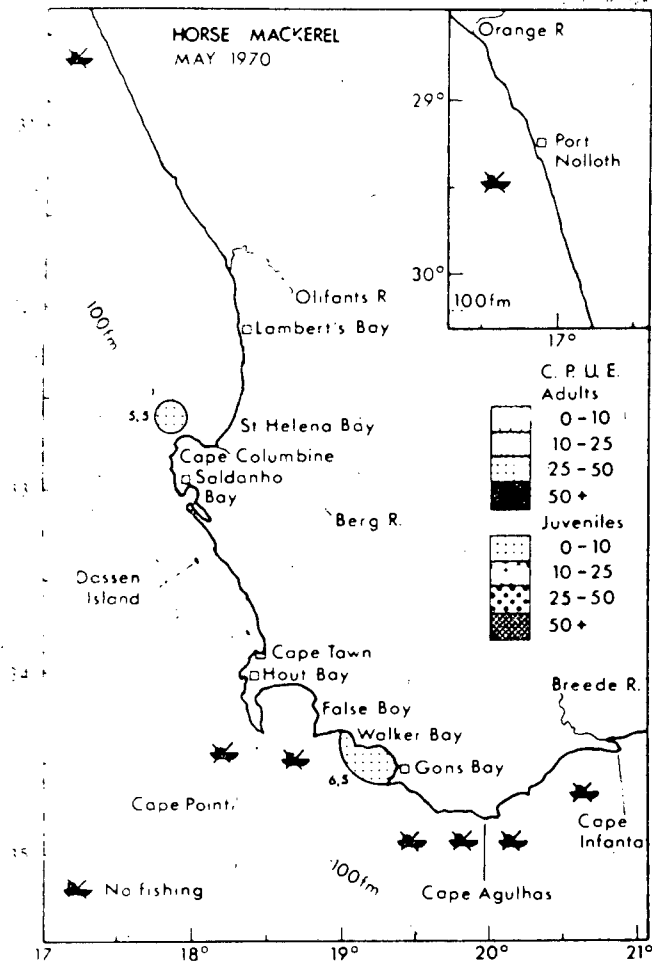 HORSE MACKEREL
MAY 1970
Orange R
29°
Port
Nolloth
30°
100fm
17°
Olifants R
100fm
Lambert's Bay
5,5
St Helena Bay
Cape Columbine
Saldanho
Bay
Berg R.
Dassen
Island
Cape Tawn
Hout Bay
False Boy
Walker Bay
Gons Bay
6,5
Breede R.
Cape Point
Cape
Infanta
100fm
Cape Agulhas
No fishing
C. P. U. E.
Adults
0-10
10-25
25-50
50+
Juveniles
0-10
10-25
25-50
50+
17
18°
19°
20°
21°